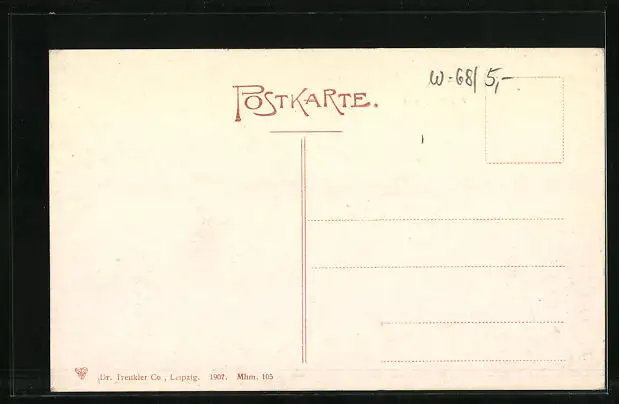 W-68/5,-
POSTKARTE.
Dr. Trenkler Co., Leipzig. 1907. Mhm. 105